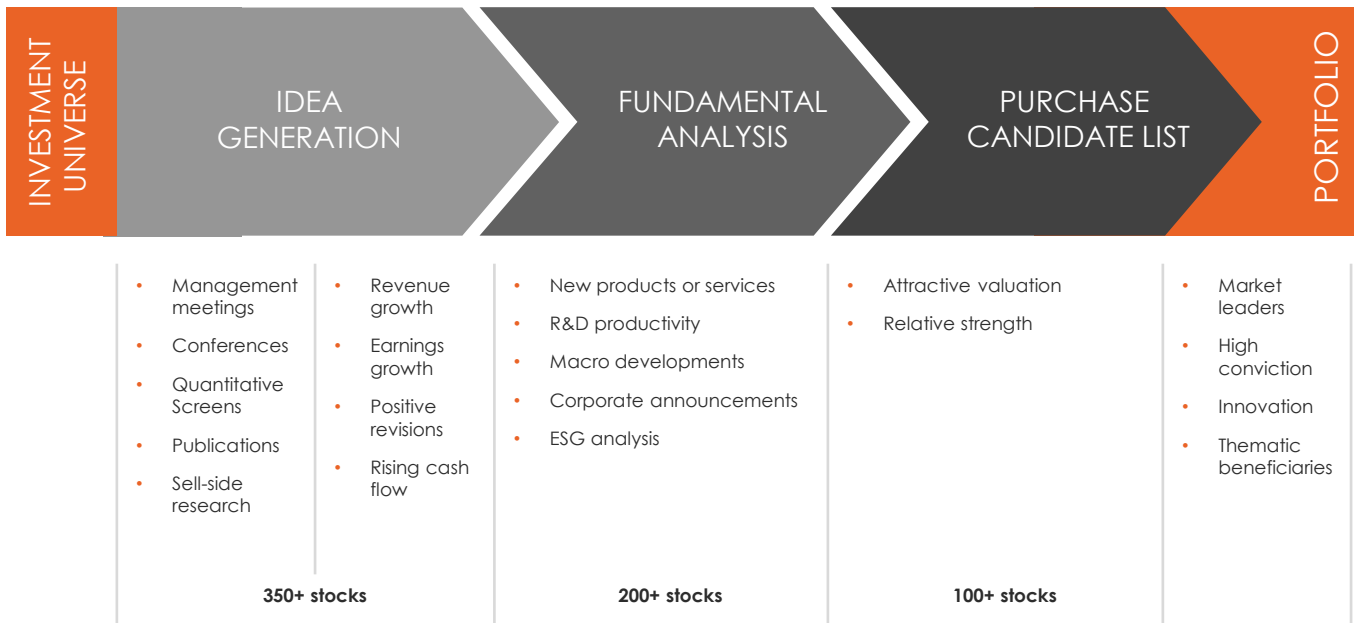 INVESTMENT
UNIVERSE
IDEA
GENERATION
FUNDAMENTAL
ANALYSIS
PURCHASE
CANDIDATE LIST
PORTFOLIO
• Management
meetings
• Conferences
• Quantitative
Screens
• Publications
• Sell-side
research
• Revenue
growth
• Earnings
growth
• Positive
revisions
• Rising cash
flow
350+ stocks
• New products or services
• R&D productivity
• Macro developments
• Corporate announcements
• ESG analysis
200+ stocks
• Attractive valuation
• Relative strength
100+ stocks
• Market
leaders
• High
conviction
• Innovation
• Thematic
beneficiaries